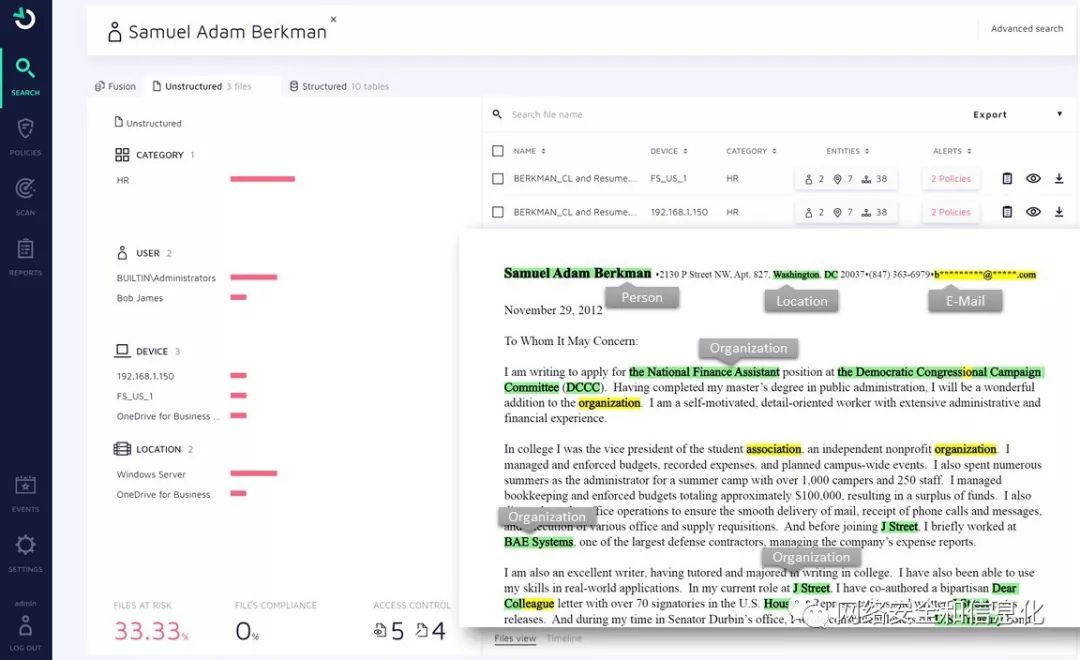 Samuel Adam Berkman
Advanced search
SEARCH
POLICIES
SCAN
REPORTS
EVENTS
SETTINGS
admin
LOG OUT
Fusion
Unstructured 3 files
Structured 10 tables
Unstructured
CATEGORY 1
HR
USER 2
BUILTIN\Administrators
Bob James
DEVICE 3
192.168.1.150
FS_US_1
OneDrive for Business ...
LOCATION 2
Windows Server
OneDrive for Business
FILES AT RISK
33.33%
FILES COMPLIANCE
0%
ACCESS CONTROL
5 4
Search file name
Export
NAME DEVICE CATEGORY ENTITIES ALERTS
BERKMAN_CL and Resume... FS_US_1 HR 2 7 38 2 Policies
BERKMAN_CL and Resume... 192.168.1.150 HR 2 7 38 2 Policies
Samuel Adam Berkman •2130 P Street NW, Apt. 827, Washington, DC 20037•(847) 363-6979•b*********@*****.com
Person
Location
E-Mail
November 29, 2012
To Whom It May Concern:
Organization
I am writing to apply for the National Finance Assistant position at the Democratic Congressional Campaign
Committee (DCCC). Having completed my master's degree in public administration, I will be a wonderful
addition to the organization. I am a self-motivated, detail-oriented worker with extensive administrative and
financial experience.
In college I was the vice president of the student association, an independent nonprofit organization. I
managed and enforced budgets, recorded expenses, and planned campus-wide events. I also spent numerous
summers as the administrator for a summer camp with over 1,000 campers and 250 staff. I managed
bookkeeping and enforced budgets totaling approximately $100,000, resulting in a surplus of funds. I also
office operations to ensure the smooth delivery of mail, receipt of phone calls and messages,
Organization
and execution of various office and supply requisitions. And before joining J Street, I briefly worked at
BAE Systems, one of the largest defense contractors, managing the company's expense reports.
Organization
I am also an excellent writer, having tutored and majored in writing in college. I have also been able to use
my skills in real-world applications. In my current role at J Street, I have co-authored a bipartisan Dear
Colleague letter with over 70 signatories in the U.S.
releases. And during my time in Senator Durbin's office, I
网络安全和信息化
Files view Timeline